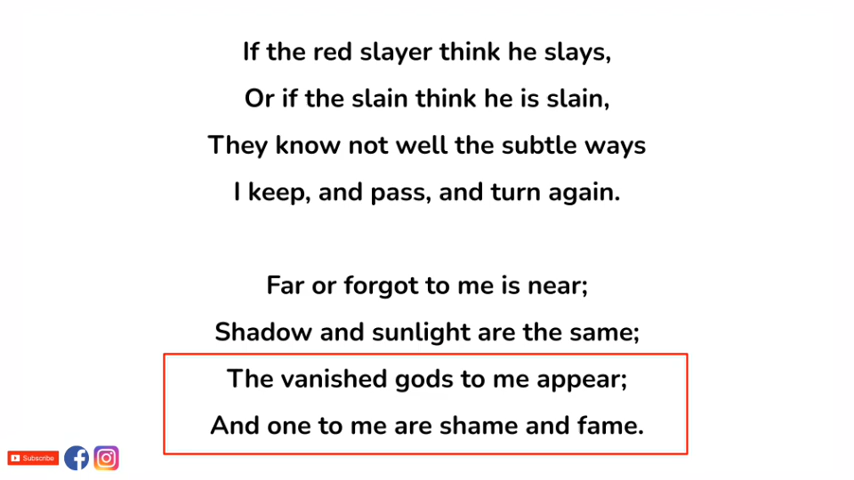 If the red slayer think he slays,
Or if the slain think he is slain,
They know not well the subtle ways
I keep, and pass, and turn again.
Far or forgot to me is near;
Shadow and sunlight are the same;
The vanished gods to me appear;
And one to me are shame and fame.
Subscribe